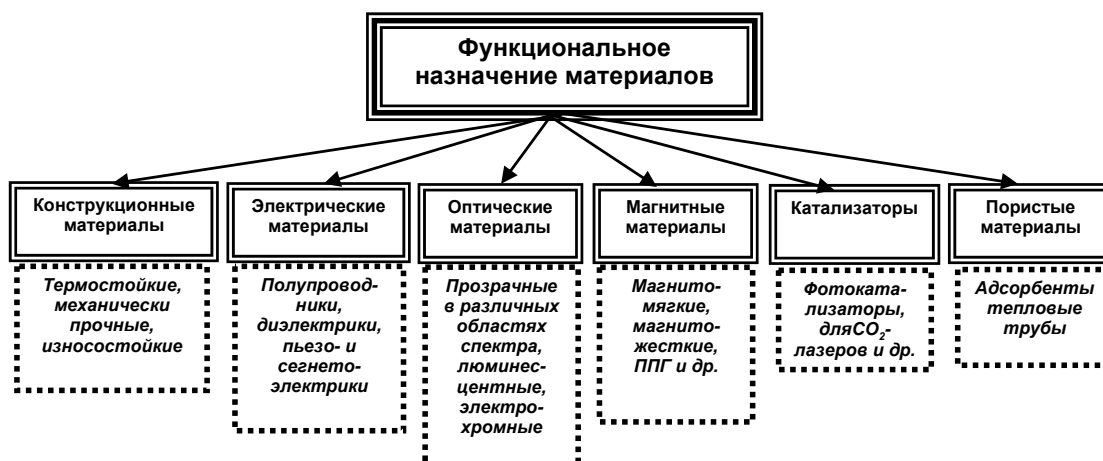 Функциональное
назначение материалов
Конструкционные
материалы
Электрические
материалы
Оптические
материалы
Магнитные
материалы
Катализаторы
Пористые
материалы
Термостойкие,
механически
прочные,
износостойкие
Полупровод-
ники,
диэлектрики,
пьезо- и
сегнето-
электрики
Прозрачные
в различных
областях
спектра,
люминес-
центные,
электро-
хромные
Магнито-
мягкие,
магнито-
жесткие,
ППГ и др.
Фотоката-
лизаторы,
дляCO₂-
лазеров и др.
Адсорбенты
тепловые
трубы